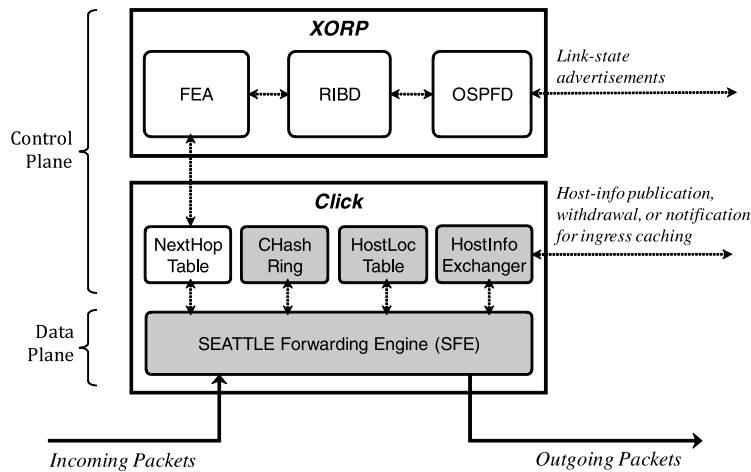 XORP
FEA
RIBD
OSPFD
Link-state
advertisements
Control
Plane
Click
NextHop
Table
CHash
Ring
HostLoc
Table
HostInfo
Exchanger
Host-info publication,
withdrawal, or notification
for ingress caching
Data
Plane
SEATTLE Forwarding Engine (SFE)
Incoming Packets
Outgoing Packets